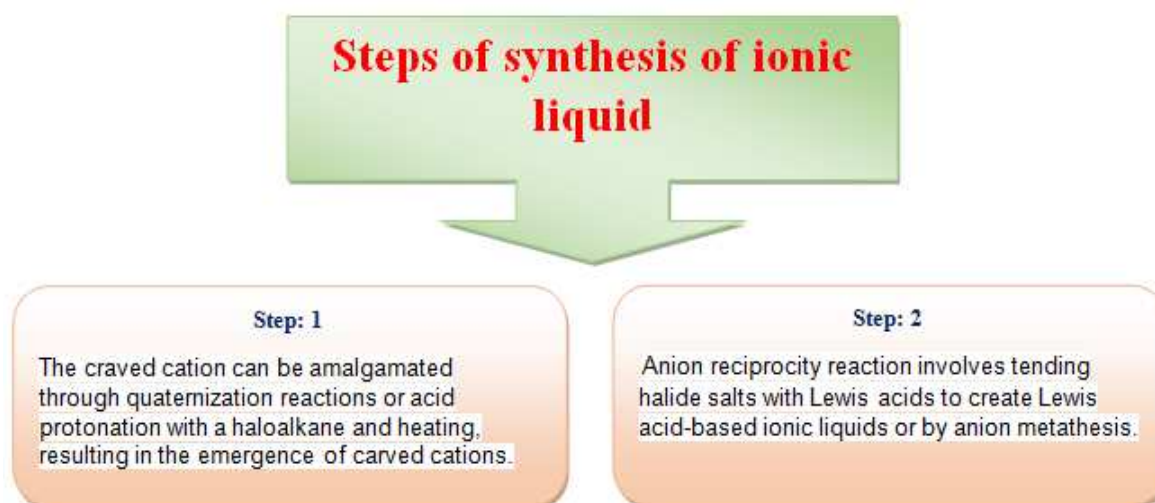 Steps of synthesis of ionic
liquid
Step: 1
The craved cation can be amalgamated
through quaternization reactions or acid
protonation with a haloalkane and heating,
resulting in the emergence of carved cations.
Step: 2
Anion reciprocity reaction involves tending
halide salts with Lewis acids to create Lewis
acid-based ionic liquids or by anion metathesis.